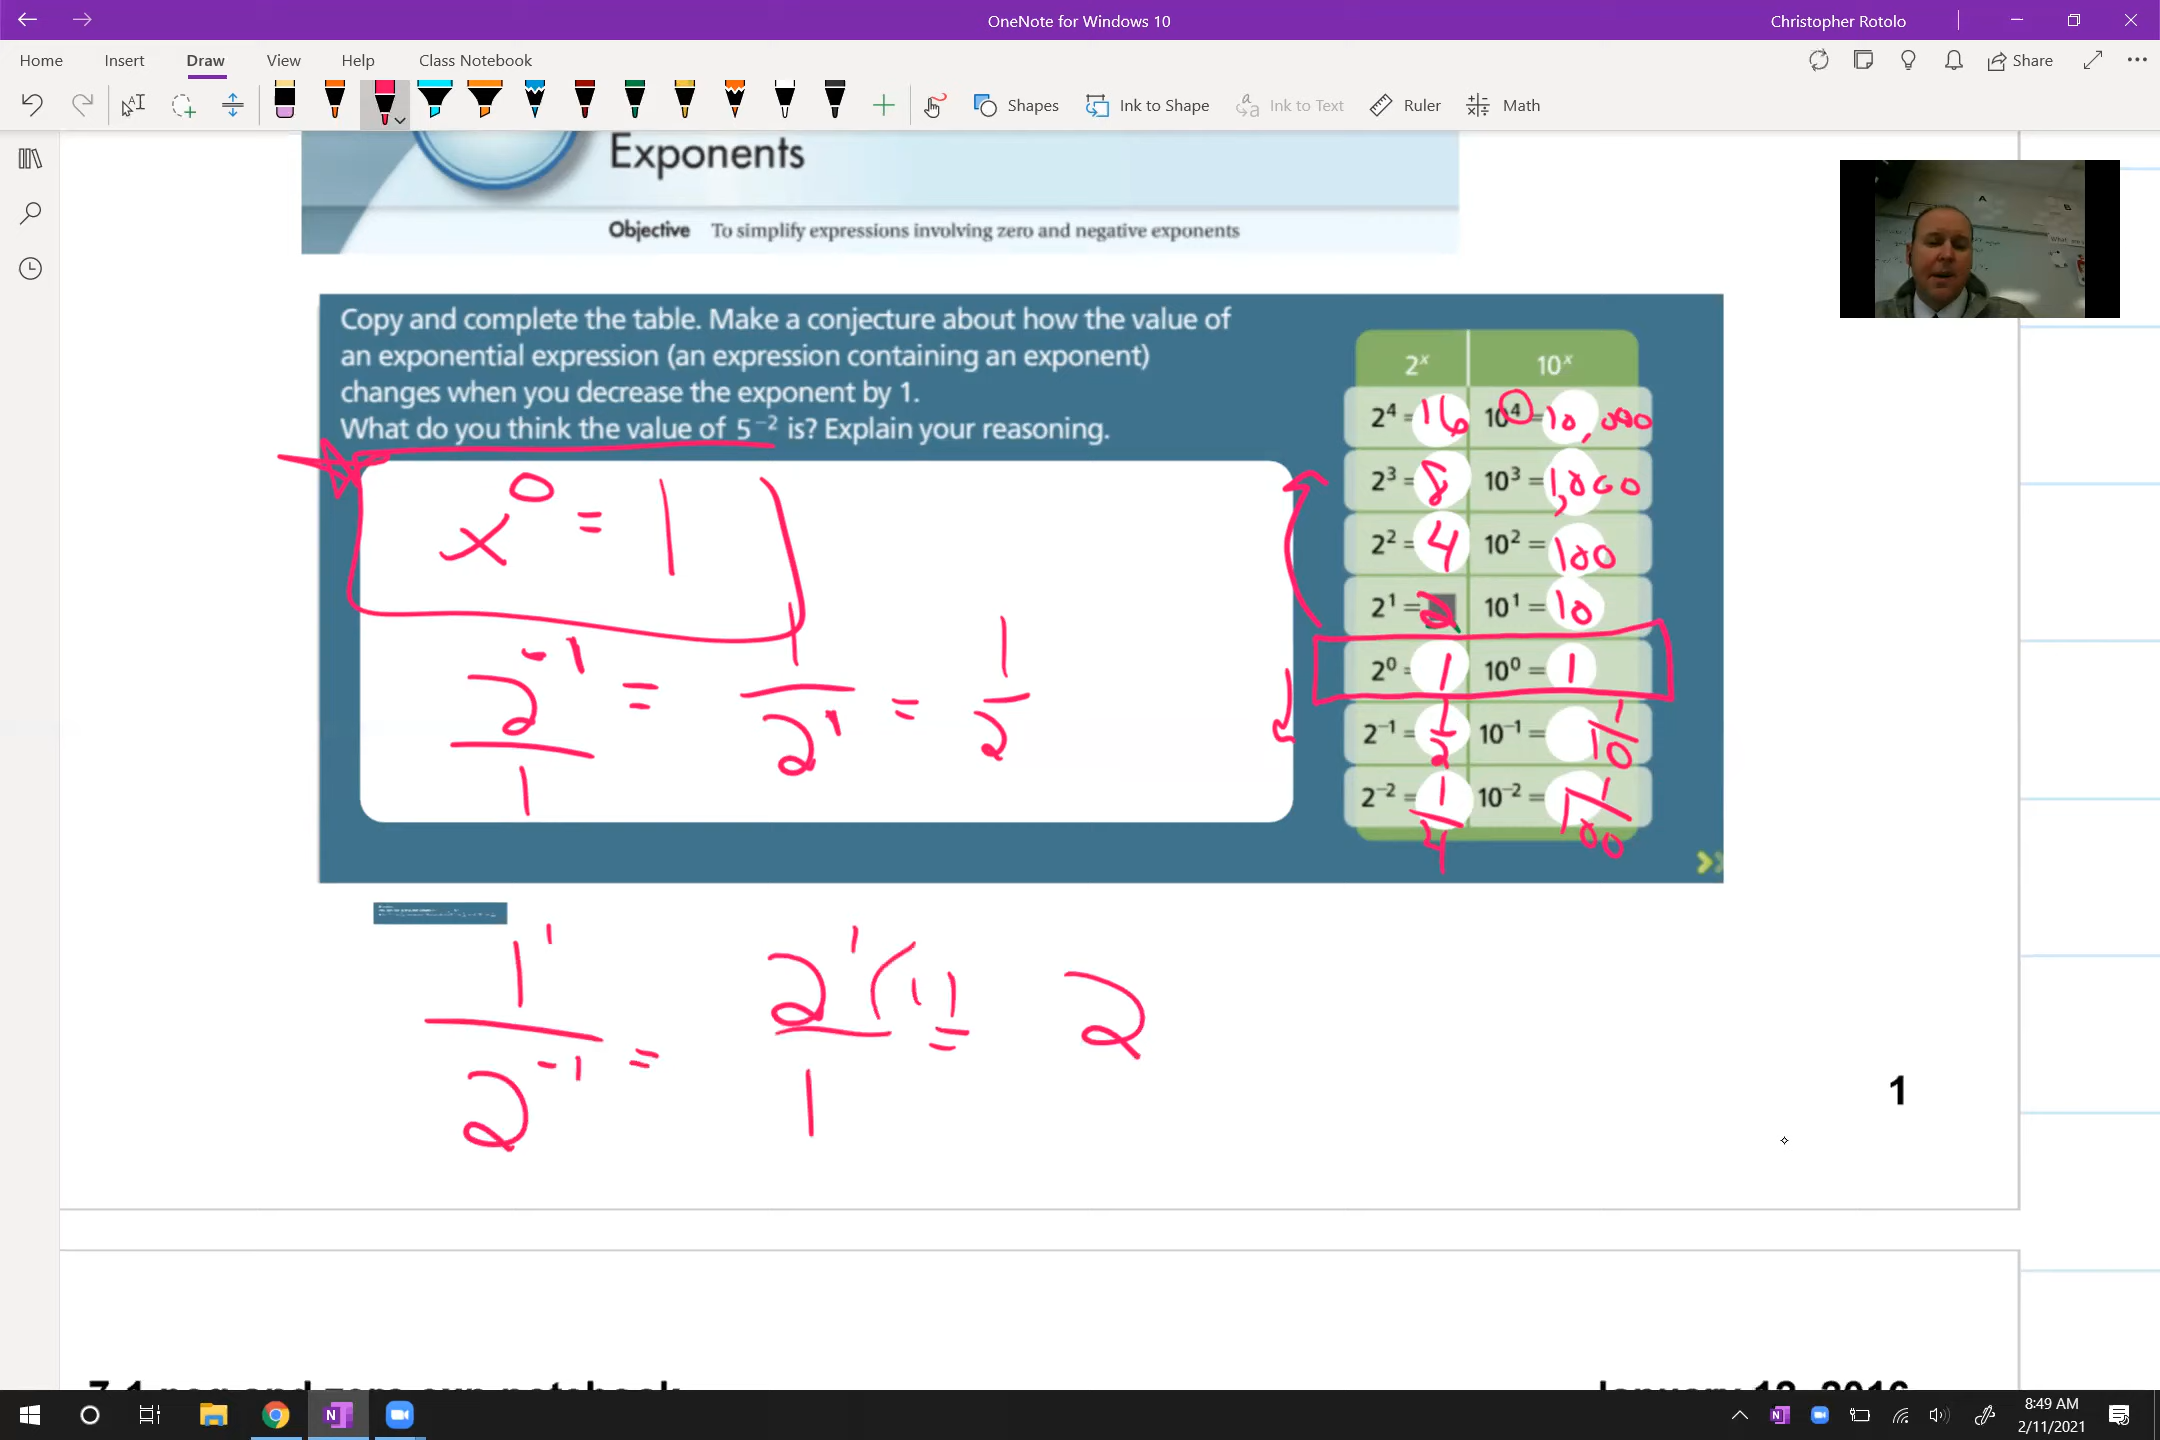 OneNote for Windows 10
Christopher Rotolo
Home Insert Draw View Help Class Notebook
Share
Shapes Ink to Shape Ink to Text Ruler Math
Exponents
Objective To simplify expressions involving zero and negative exponents
Copy and complete the table. Make a conjecture about how the value of
an exponential expression (an expression containing an exponent)
changes when you decrease the exponent by 1.
What do you think the value of 5⁻² is? Explain your reasoning.
x⁰ = 1
2⁻¹/1 = 1/2¹ = 1/2
2ˣ 10ˣ
2⁴ = 16 10⁴ = 10,000
2³ = 8 10³ = 1,000
2² = 4 10² = 100
2¹ = 2 10¹ = 10
2⁰ = 1 10⁰ = 1
2⁻¹ = 1/2 10⁻¹ = 1/10
2⁻² = 1/4 10⁻² = 1/100
1¹/2⁻¹ = 2¹(1)/1 = 2
1
8:49 AM
2/11/2021